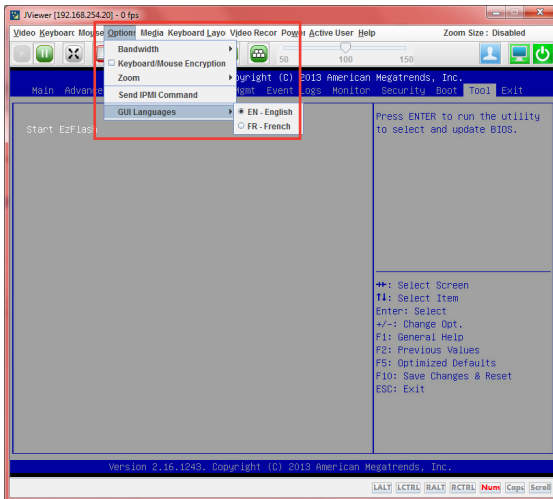 JViewer [192.168.254.20] - 0 fps
Video Keyboarc Mouse Options Media Keyboard Layo Video Recor Power Active User Help Zoom Size : Disabled
50 100 150
Bandwidth
Keyboard/Mouse Encryption
Zoom
Send IPMI Command
GUI Languages
EN - English
FR - French
pyright (C) 2013 American Megatrends, Inc.
Main Advanc Mgmt Event Logs Monitor Security Boot Tool Exit
Start EzFlash
Press ENTER to run the utility
to select and update BIOS.
→←: Select Screen
↑↓: Select Item
Enter: Select
+/-: Change Opt.
F1: General Help
F2: Previous Values
F5: Optimized Defaults
F10: Save Changes & Reset
ESC: Exit
Version 2.16.1243. Copyright (C) 2013 American Megatrends, Inc.
LALT LCTRL RALT RCTRL Num Caps Scroll